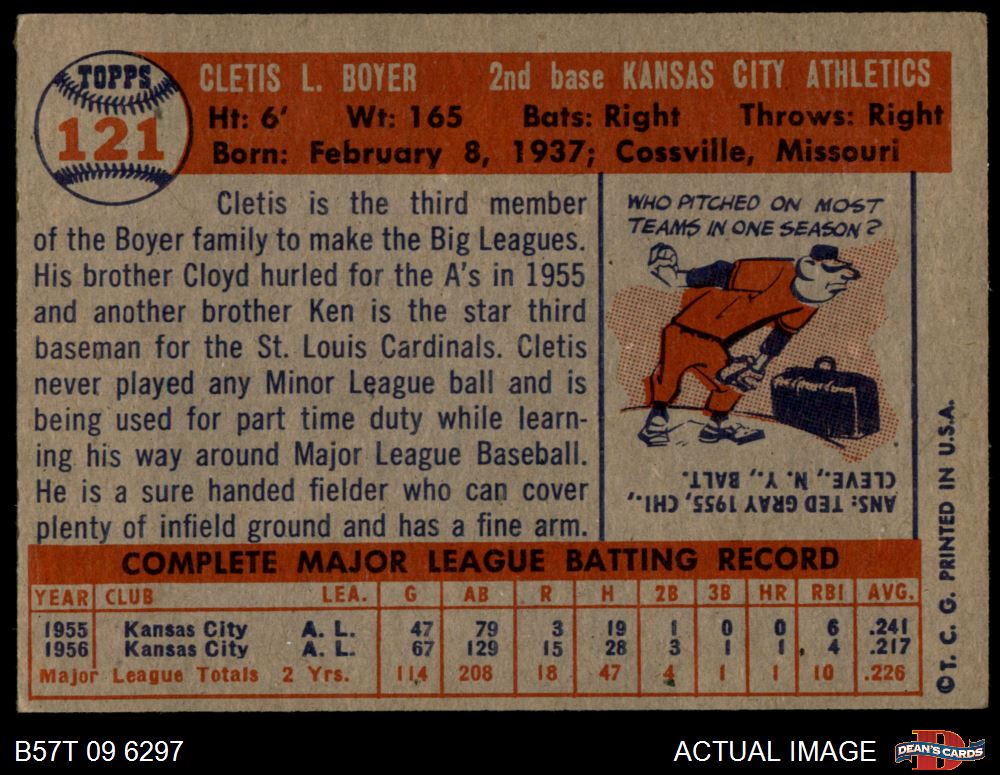 TOPPS
121
CLETIS L. BOYER 2nd base KANSAS CITY ATHLETICS
Ht: 6' Wt: 165 Bats: Right Throws: Right
Born: February 8, 1937; Cossville, Missouri
Cletis is the third member
of the Boyer family to make the Big Leagues.
His brother Cloyd hurled for the A's in 1955
and another brother Ken is the star third
baseman for the St. Louis Cardinals. Cletis
never played any Minor League ball and is
being used for part time duty while learn-
ing his way around Major League Baseball.
He is a sure handed fielder who can cover
plenty of infield ground and has a fine arm.
WHO PITCHED ON MOST
TEAMS IN ONE SEASON?
ANS: TED GRAY 1955, CHI.,
CLEVE., N. Y., BALT.
COMPLETE MAJOR LEAGUE BATTING RECORD
YEAR CLUB LEA. G AB R H 2B 3B HR RBI AVG.
1955 Kansas City A. L. 47 79 3 19 1 0 0 6 .241
1956 Kansas City A. L. 67 129 15 28 3 1 1 4 .217
Major League Totals 2 Yrs. 114 208 18 47 4 1 1 10 .226
©T. C. G. PRINTED IN U.S.A.
B57T 09 6297
ACTUAL IMAGE
D
DEAN'S CARDS